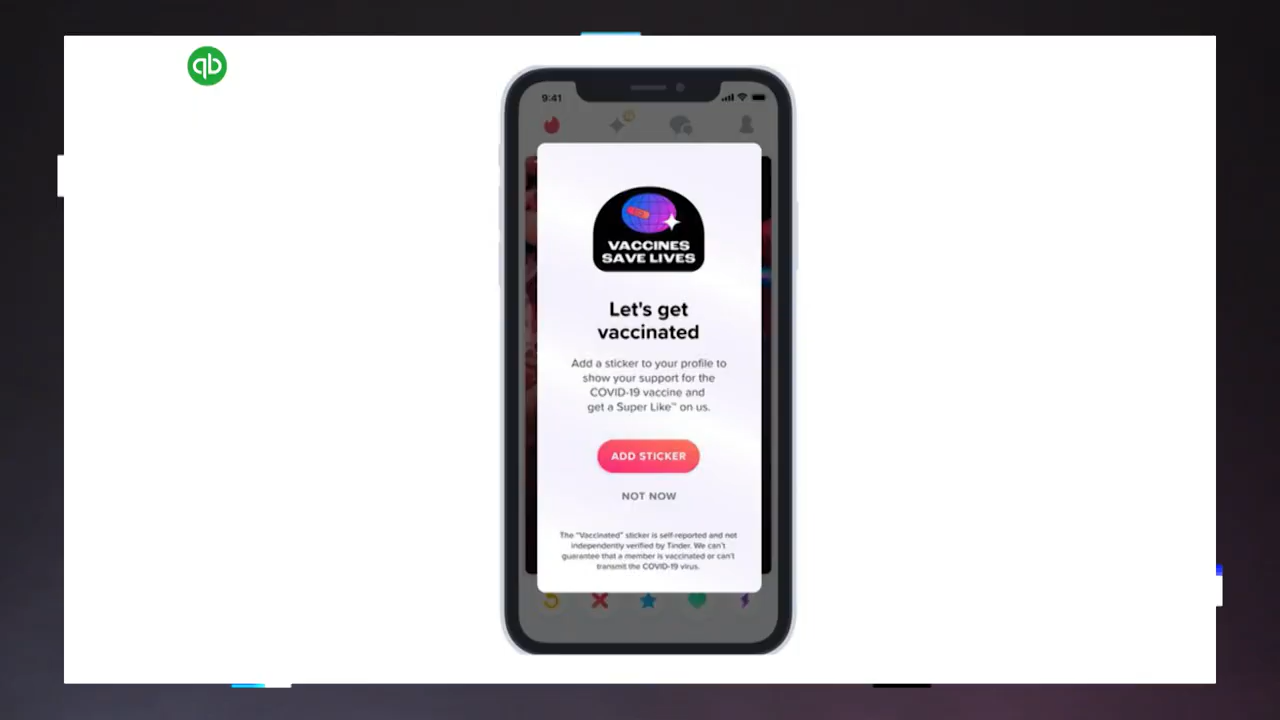 qb
9:41
VACCINES
SAVE LIVES
Let's get
vaccinated
Add a sticker to your profile to
show your support for the
COVID-19 vaccine and
get a Super Like™ on us.
ADD STICKER
NOT NOW
The "Vaccinated" sticker is self-reported and not
independently verified by Tinder. We can't
guarantee that a member is vaccinated or can't
transmit the COVID-19 virus.